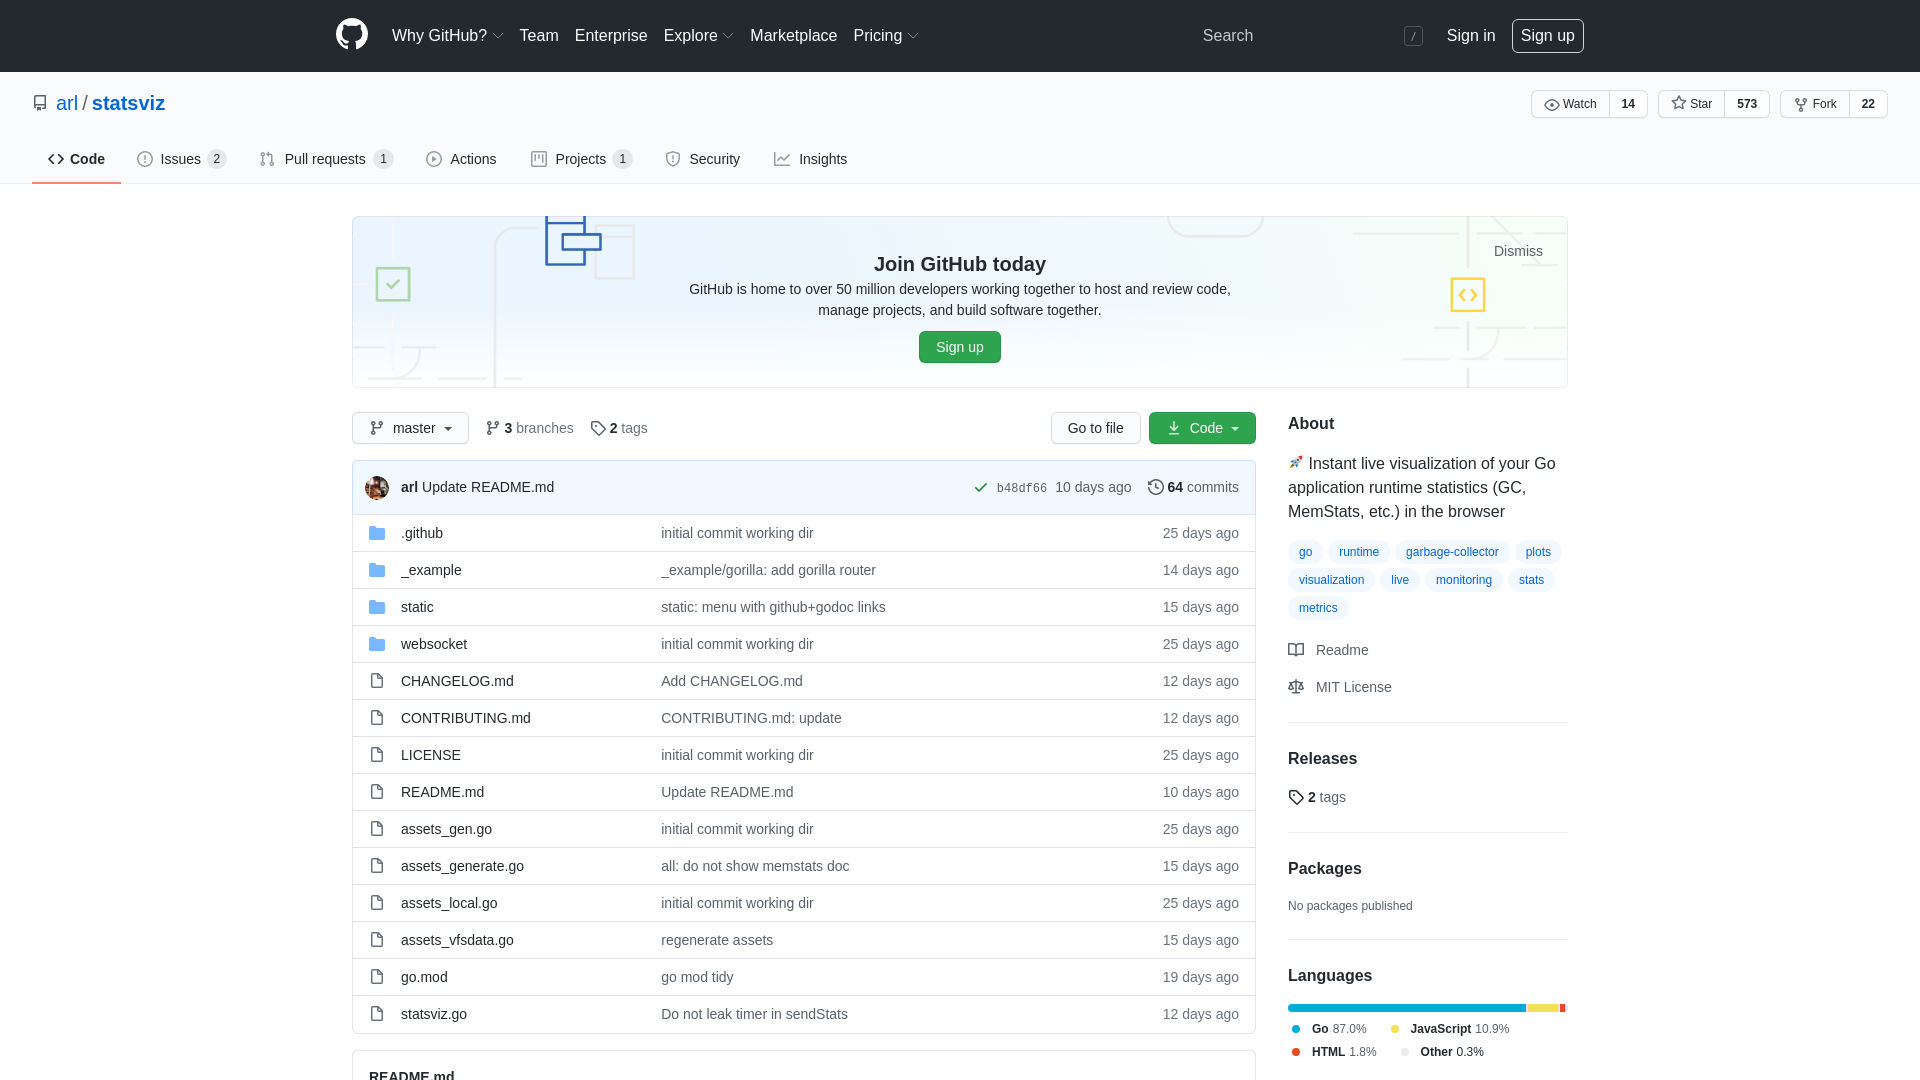 Why GitHub? Team Enterprise Explore Marketplace Pricing Search / Sign in Sign up
arl / statsviz
Watch 14 Star 573 Fork 22
Code Issues 2 Pull requests 1 Actions Projects 1 Security Insights
Dismiss
Join GitHub today
GitHub is home to over 50 million developers working together to host and review code,
manage projects, and build software together.
Sign up
master 3 branches 2 tags Go to file Code
arl Update README.md b48df66 10 days ago 64 commits
.github initial commit working dir 25 days ago
_example _example/gorilla: add gorilla router 14 days ago
static static: menu with github+godoc links 15 days ago
websocket initial commit working dir 25 days ago
CHANGELOG.md Add CHANGELOG.md 12 days ago
CONTRIBUTING.md CONTRIBUTING.md: update 12 days ago
LICENSE initial commit working dir 25 days ago
README.md Update README.md 10 days ago
assets_gen.go initial commit working dir 25 days ago
assets_generate.go all: do not show memstats doc 15 days ago
assets_local.go initial commit working dir 25 days ago
assets_vfsdata.go regenerate assets 15 days ago
go.mod go mod tidy 19 days ago
statsviz.go Do not leak timer in sendStats 12 days ago
README.md
About
🚀 Instant live visualization of your Go
application runtime statistics (GC,
MemStats, etc.) in the browser
go runtime garbage-collector plots
visualization live monitoring stats
metrics
Readme
MIT License
Releases
2 tags
Packages
No packages published
Languages
Go 87.0% JavaScript 10.9%
HTML 1.8% Other 0.3%